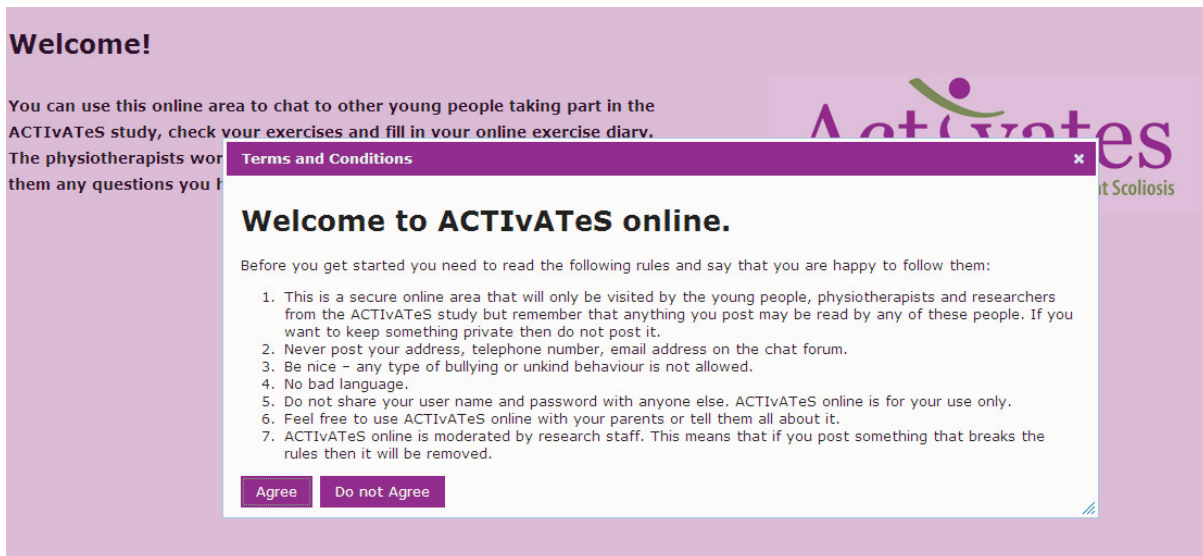 Welcome!
You can use this online area to chat to other young people taking part in the
ACTIvATeS study, check your exercises and fill in your online exercise diary.
The physiotherapists
them any questions you
Activates
Scoliosis
Terms and Conditions
Welcome to ACTIvATeS online.
Before you get started you need to read the following rules and say that you are happy to follow them:
1. This is a secure online area that will only be visited by the young people, physiotherapists and researchers
from the ACTIvATeS study but remember that anything you post may be read by any of these people. If you
want to keep something private then do not post it.
2. Never post your address, telephone number, email address on the chat forum.
3. Be nice – any type of bullying or unkind behaviour is not allowed.
4. No bad language.
5. Do not share your user name and password with anyone else. ACTIvATeS online is for your use only.
6. Feel free to use ACTIvATeS online with your parents or tell them all about it.
7. ACTIvATeS online is moderated by research staff. This means that if you post something that breaks the
rules then it will be removed.
Agree
Do not Agree